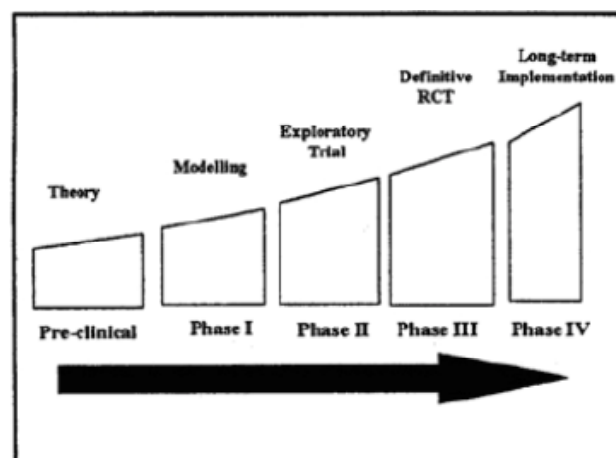 Long-term
Implementation
Definitive
RCT
Exploratory
Trial
Modelling
Theory
Pre-clinical
Phase I
Phase II
Phase III
Phase IV